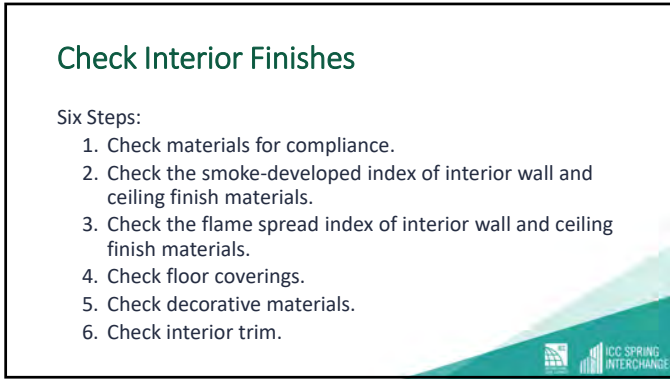 Check Interior Finishes
Six Steps:
1. Check materials for compliance.
2. Check the smoke-developed index of interior wall and
ceiling finish materials.
3. Check the flame spread index of interior wall and ceiling
finish materials.
4. Check floor coverings.
5. Check decorative materials.
6. Check interior trim.
ICC SPRING
INTERCHANGE